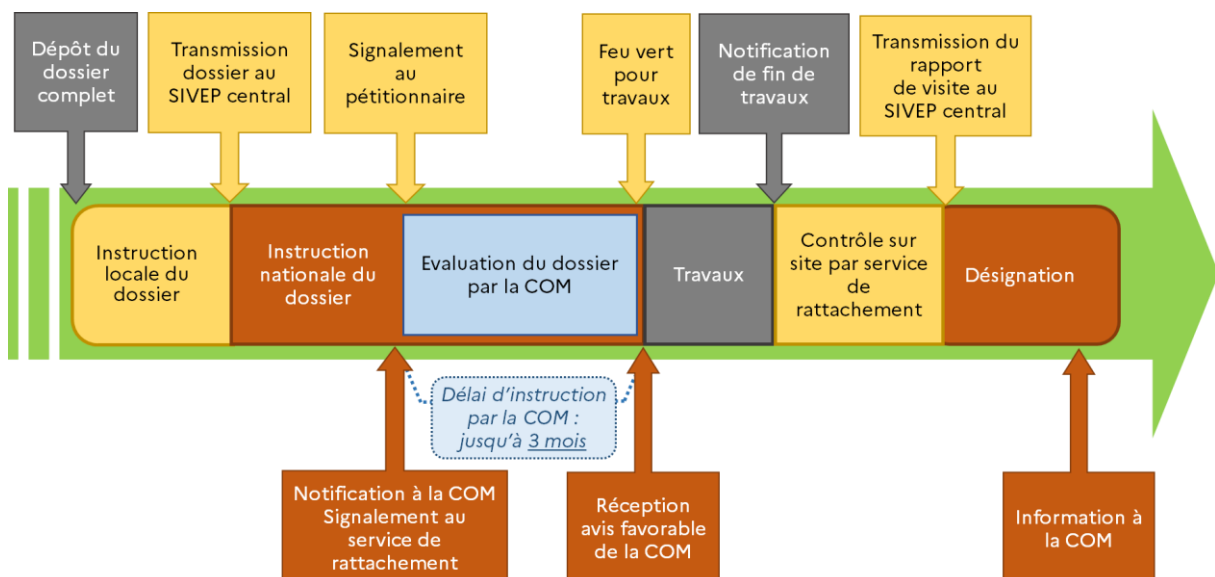 Dépôt du
dossier
complet
Transmission
dossier au
SIVEP central
Signalement
au
pétitionnaire
Feu vert
pour
travaux
Notification
de fin de
travaux
Transmission du
rapport
de visite au
SIVEP central
Instruction
locale du
dossier
Instruction
nationale du
dossier
Evaluation du dossier
par la COM
Travaux
Contrôle sur
site par service
de
rattachement
Désignation
Délai d'instruction
par la COM :
jusqu'à 3 mois
Notification à la COM
Signalement au
service de
rattachement
Réception
avis favorable
de la COM
Information à
la COM